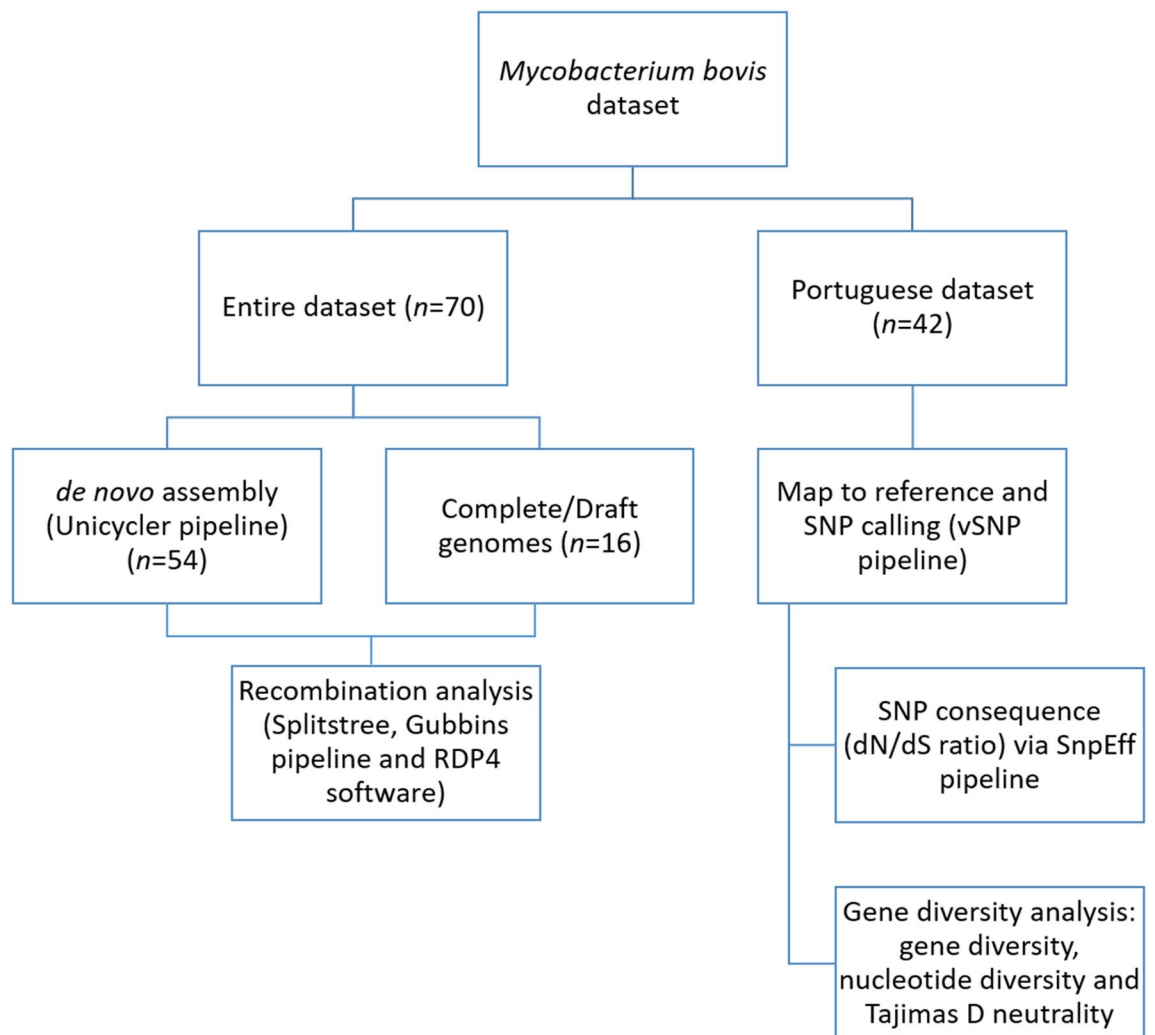 Mycobacterium bovis
dataset
Entire dataset (n=70)
Portuguese dataset
(n=42)
de novo assembly
(Unicycler pipeline)
(n=54)
Complete/Draft
genomes (n=16)
Map to reference and
SNP calling (vSNP
pipeline)
Recombination analysis
(Splitstree, Gubbins
pipeline and RDP4
software)
SNP consequence
(dN/dS ratio) via SnpEff
pipeline
Gene diversity analysis:
gene diversity,
nucleotide diversity and
Tajimas D neutrality